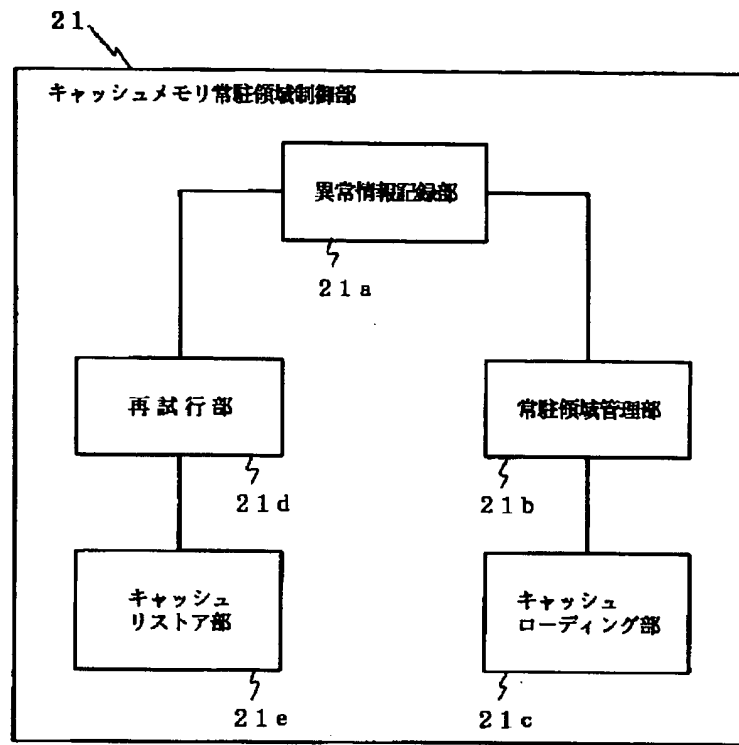 21
キャッシュメモリ常駐領域制御部
異常情報記録部
21a
再試行部
常駐領域管理部
21d
21b
キャッシュ
リストア部
キャッシュ
ローディング部
21e
21c